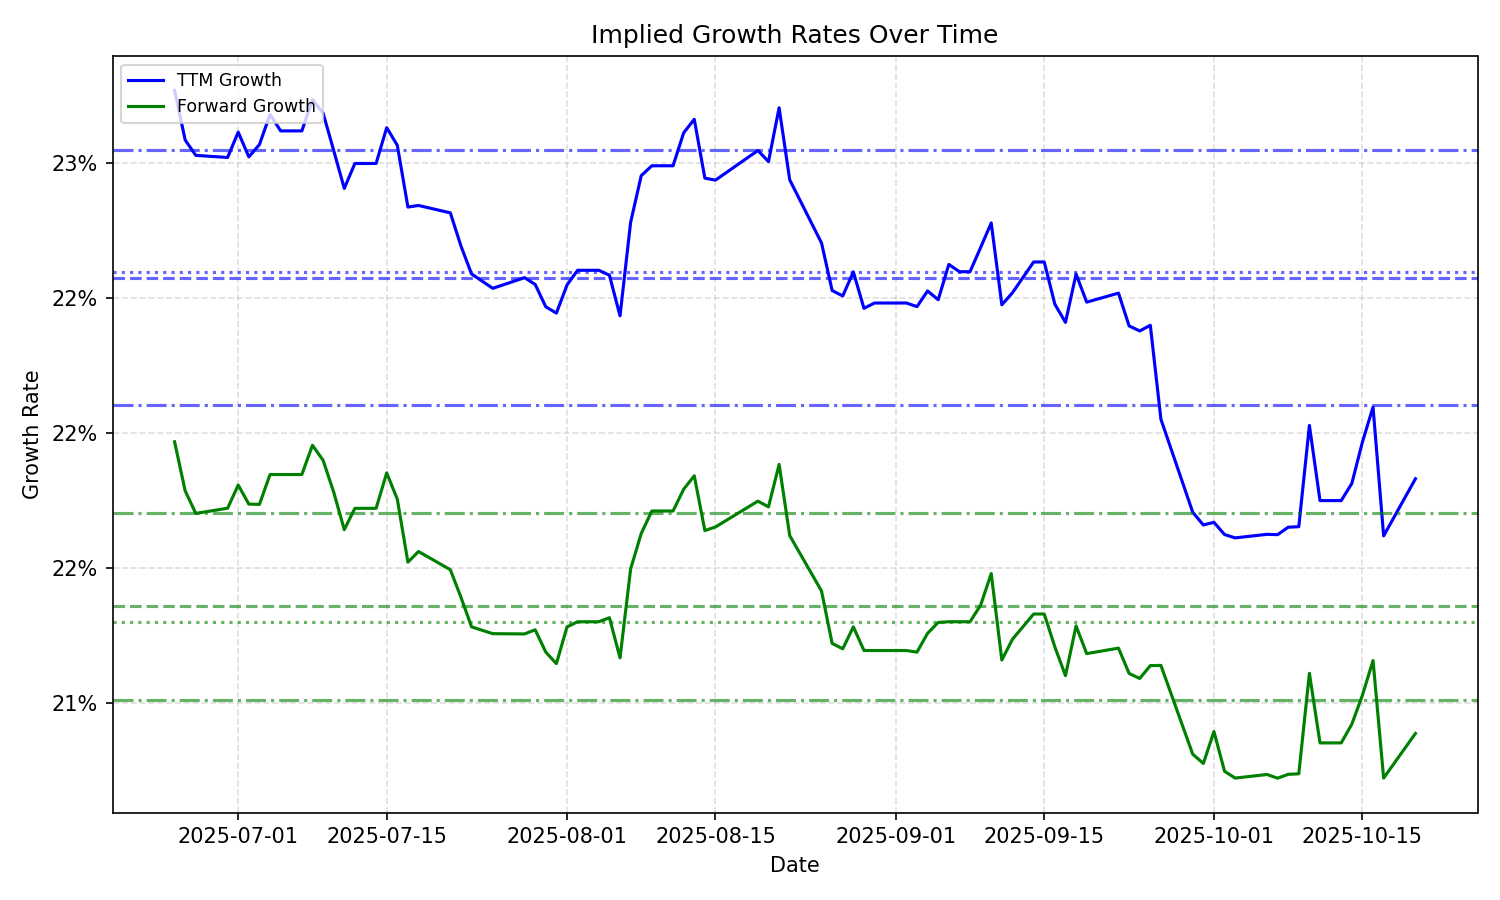 Implied Growth Rates Over Time
TTM Growth
Forward Growth
23%
22%
22%
22%
21%
Growth Rate
2025-07-01 2025-07-15 2025-08-01 2025-08-15 2025-09-01 2025-09-15 2025-10-01 2025-10-15
Date